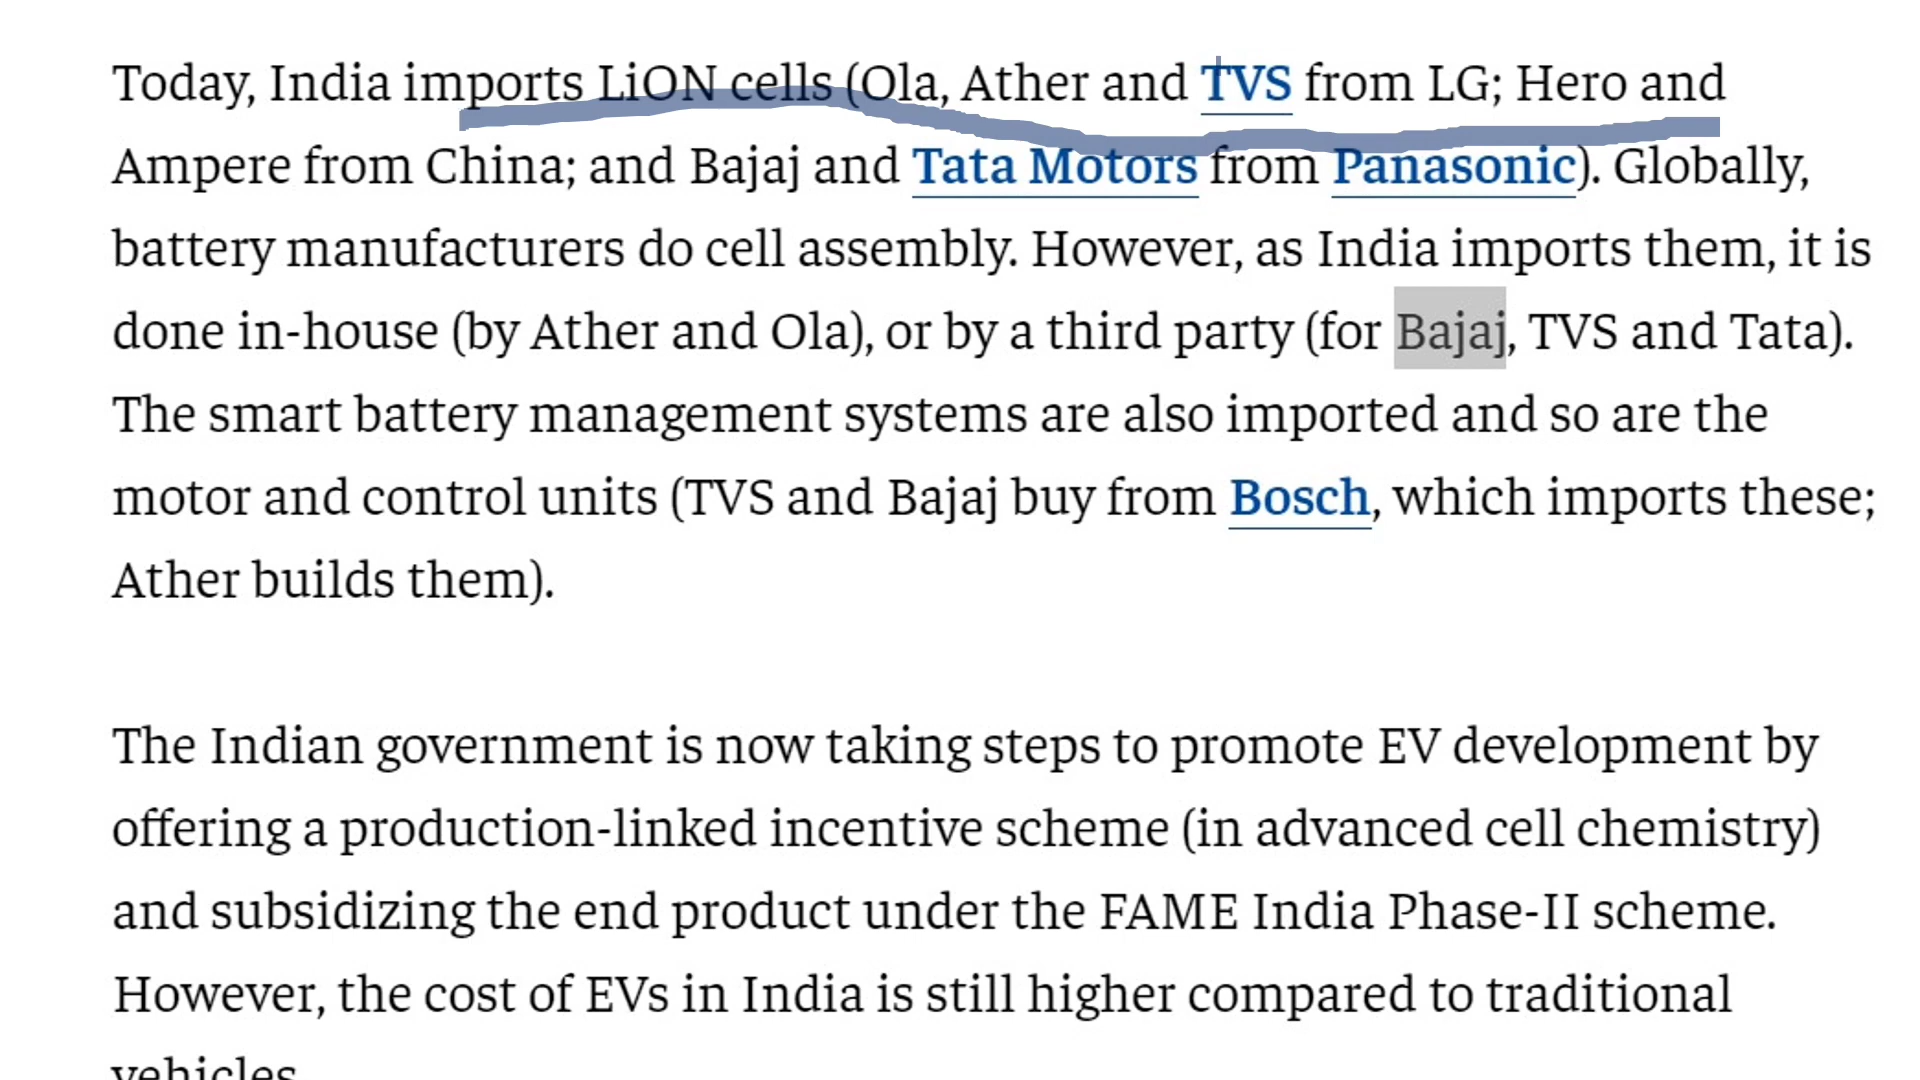 Today, India imports LiON cells (Ola, Ather and TVS from LG; Hero and
Ampere from China; and Bajaj and Tata Motors from Panasonic). Globally,
battery manufacturers do cell assembly. However, as India imports them, it is
done in-house (by Ather and Ola), or by a third party (for Bajaj, TVS and Tata).
The smart battery management systems are also imported and so are the
motor and control units (TVS and Bajaj buy from Bosch, which imports these;
Ather builds them).
The Indian government is now taking steps to promote EV development by
offering a production-linked incentive scheme (in advanced cell chemistry)
and subsidizing the end product under the FAME India Phase-II scheme.
However, the cost of EVs in India is still higher compared to traditional
vehicles.